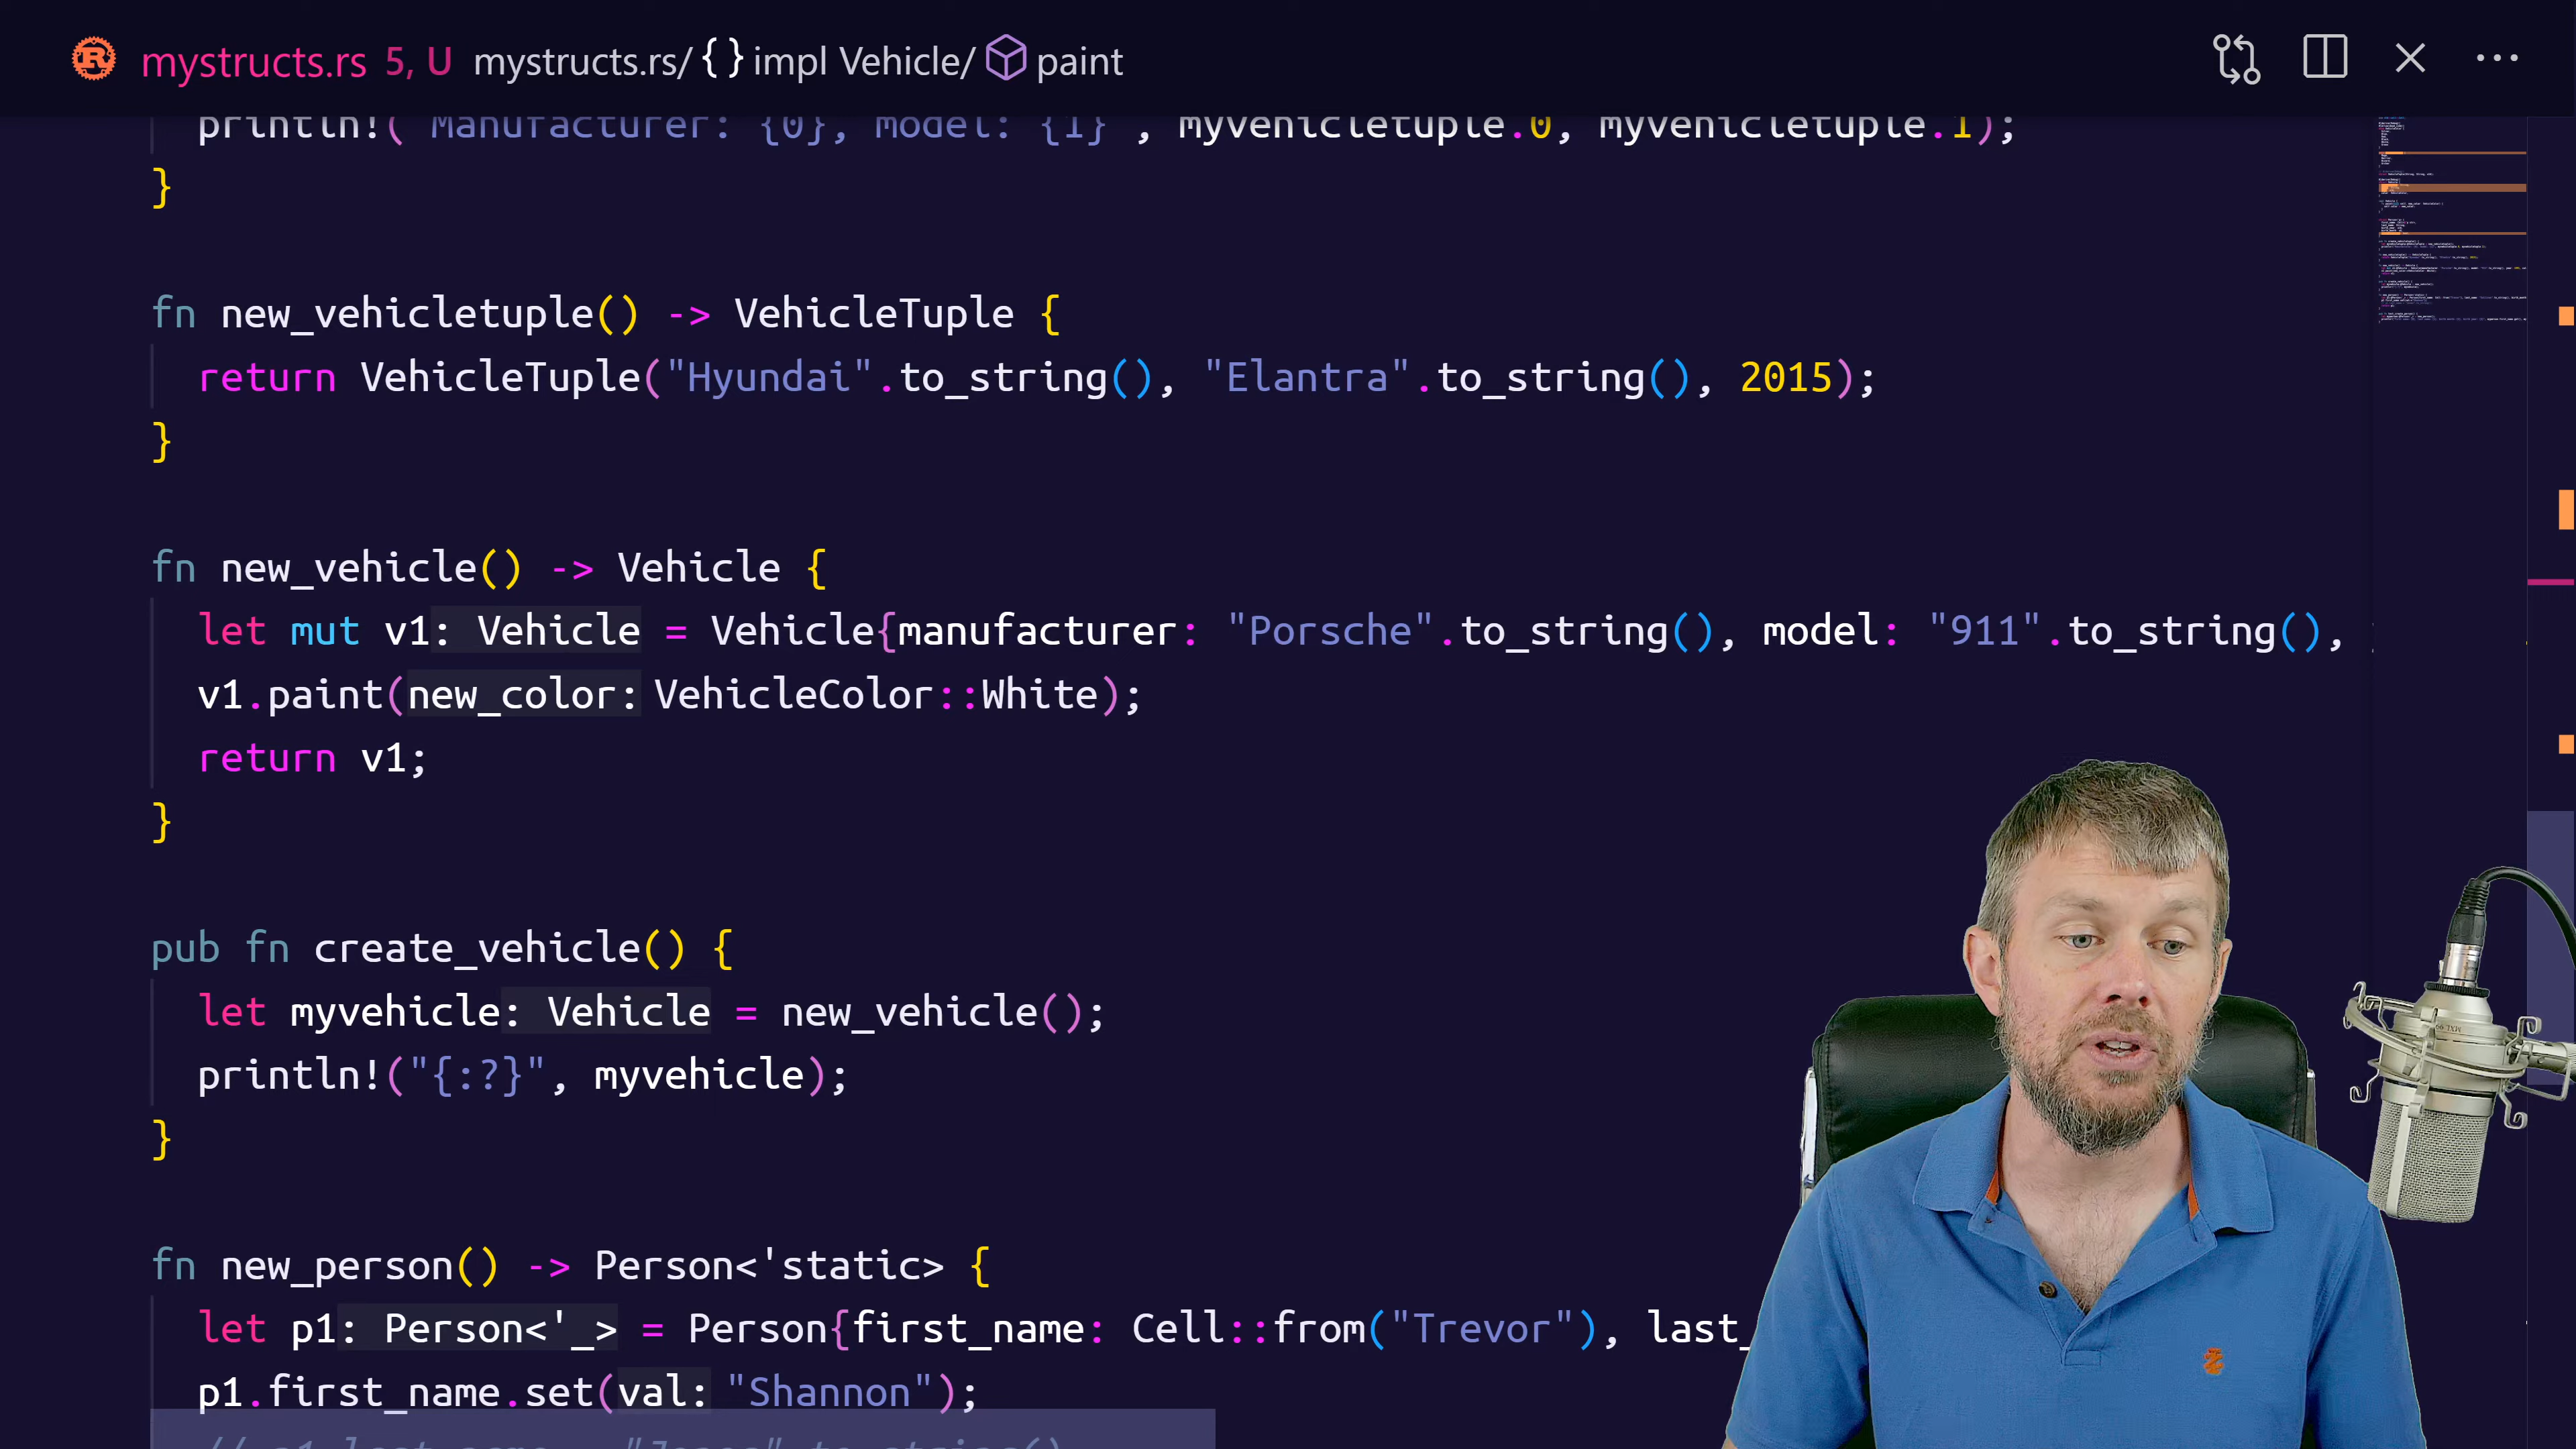 mystructs.rs 5, U mystructs.rs/ {} impl Vehicle/ paint
println!( Manufacturer: {0}, model: {1} , myvehicletuple.0, myvehicletuple.1);
}
fn new_vehicletuple() -> VehicleTuple {
return VehicleTuple("Hyundai".to_string(), "Elantra".to_string(), 2015);
}
fn new_vehicle() -> Vehicle {
let mut v1: Vehicle = Vehicle{manufacturer: "Porsche".to_string(), model: "911".to_string(),
v1.paint(new_color: VehicleColor::White);
return v1;
}
pub fn create_vehicle() {
let myvehicle: Vehicle = new_vehicle();
println!("{:?}", myvehicle);
}
fn new_person() -> Person<'static> {
let p1: Person<'_> = Person{first_name: Cell::from("Trevor"), last_
p1.first_name.set(val: "Shannon");